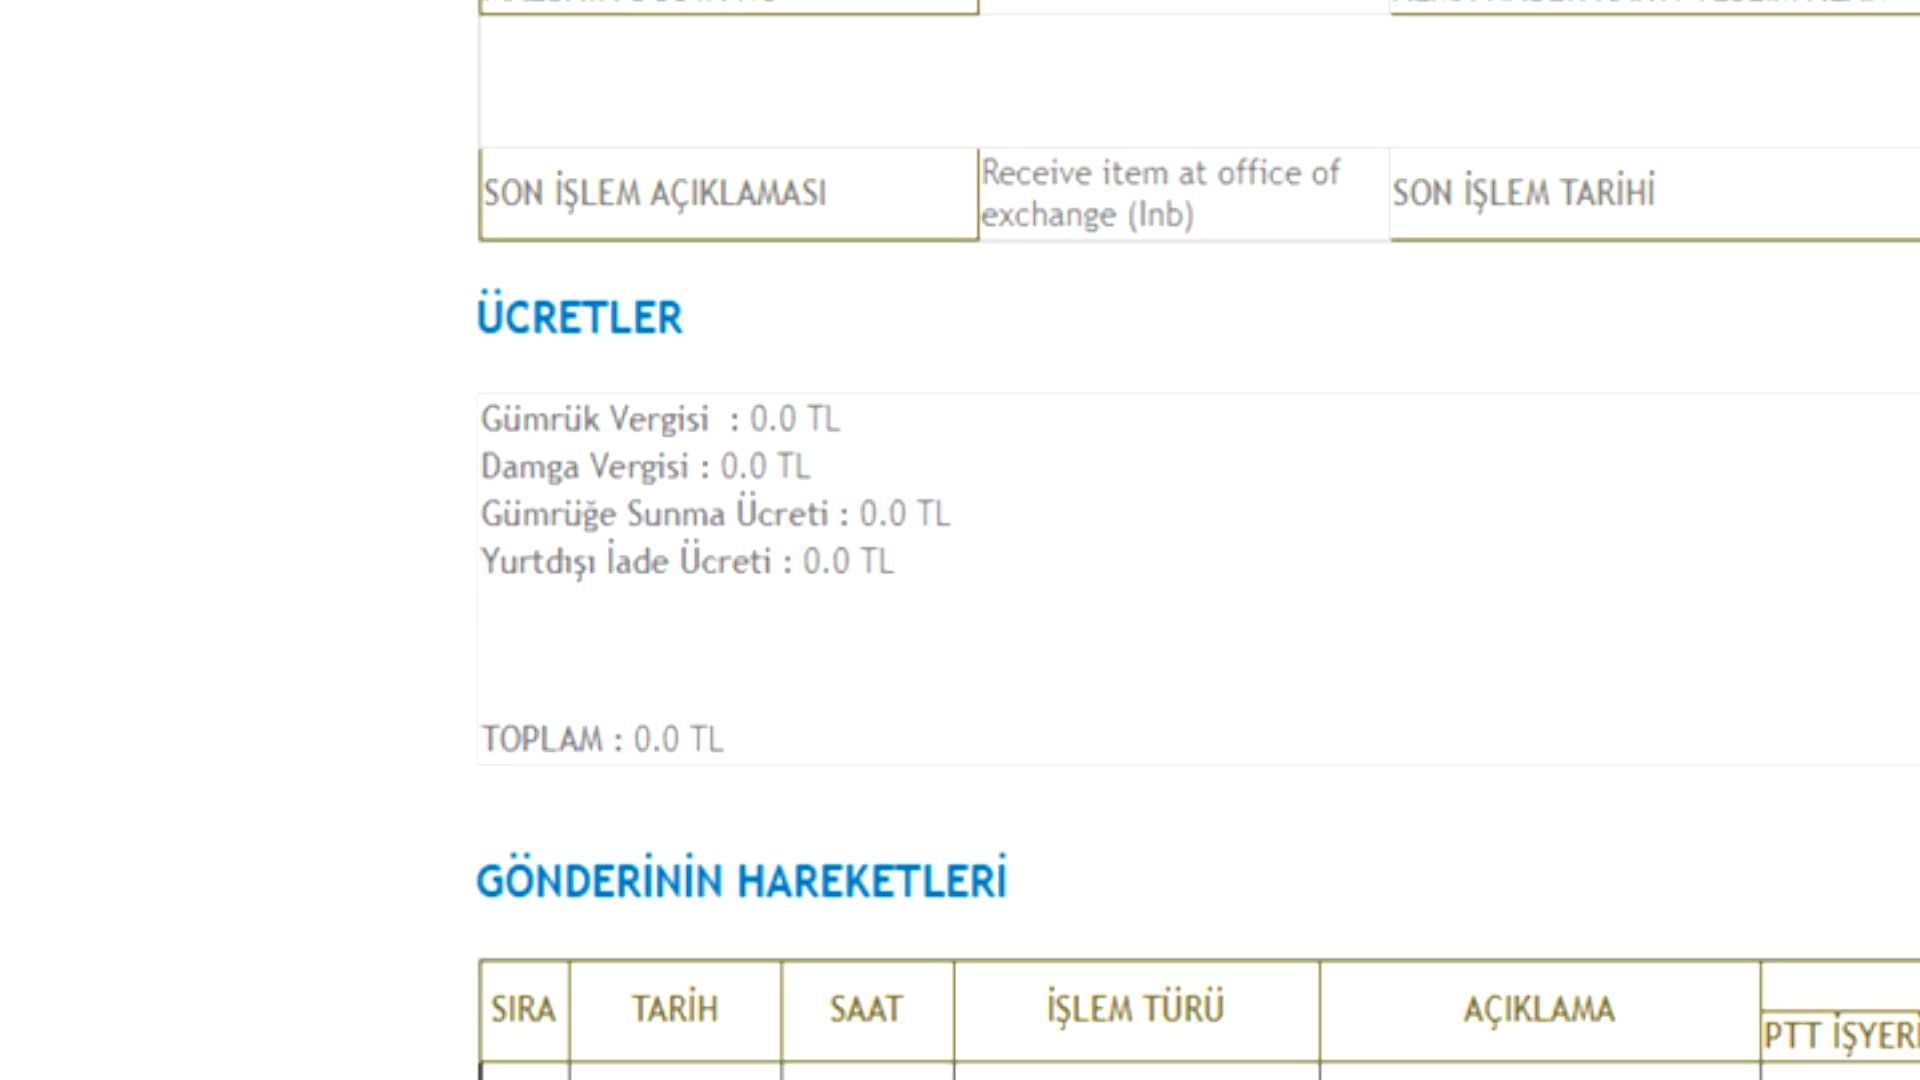 SON İŞLEM AÇIKLAMASI
Receive item at office of
exchange (Inb)
SON İŞLEM TARİHİ
ÜCRETLER
Gümrük Vergisi : 0.0 TL
Damga Vergisi : 0.0 TL
Gümrüğe Sunma Ücreti : 0.0 TL
Yurtdışı İade Ücreti : 0.0 TL
TOPLAM : 0.0 TL
GÖNDERİNİN HAREKETLERİ
SIRA
TARİH
SAAT
İŞLEM TÜRÜ
AÇIKLAMA
PTT İŞYERİ